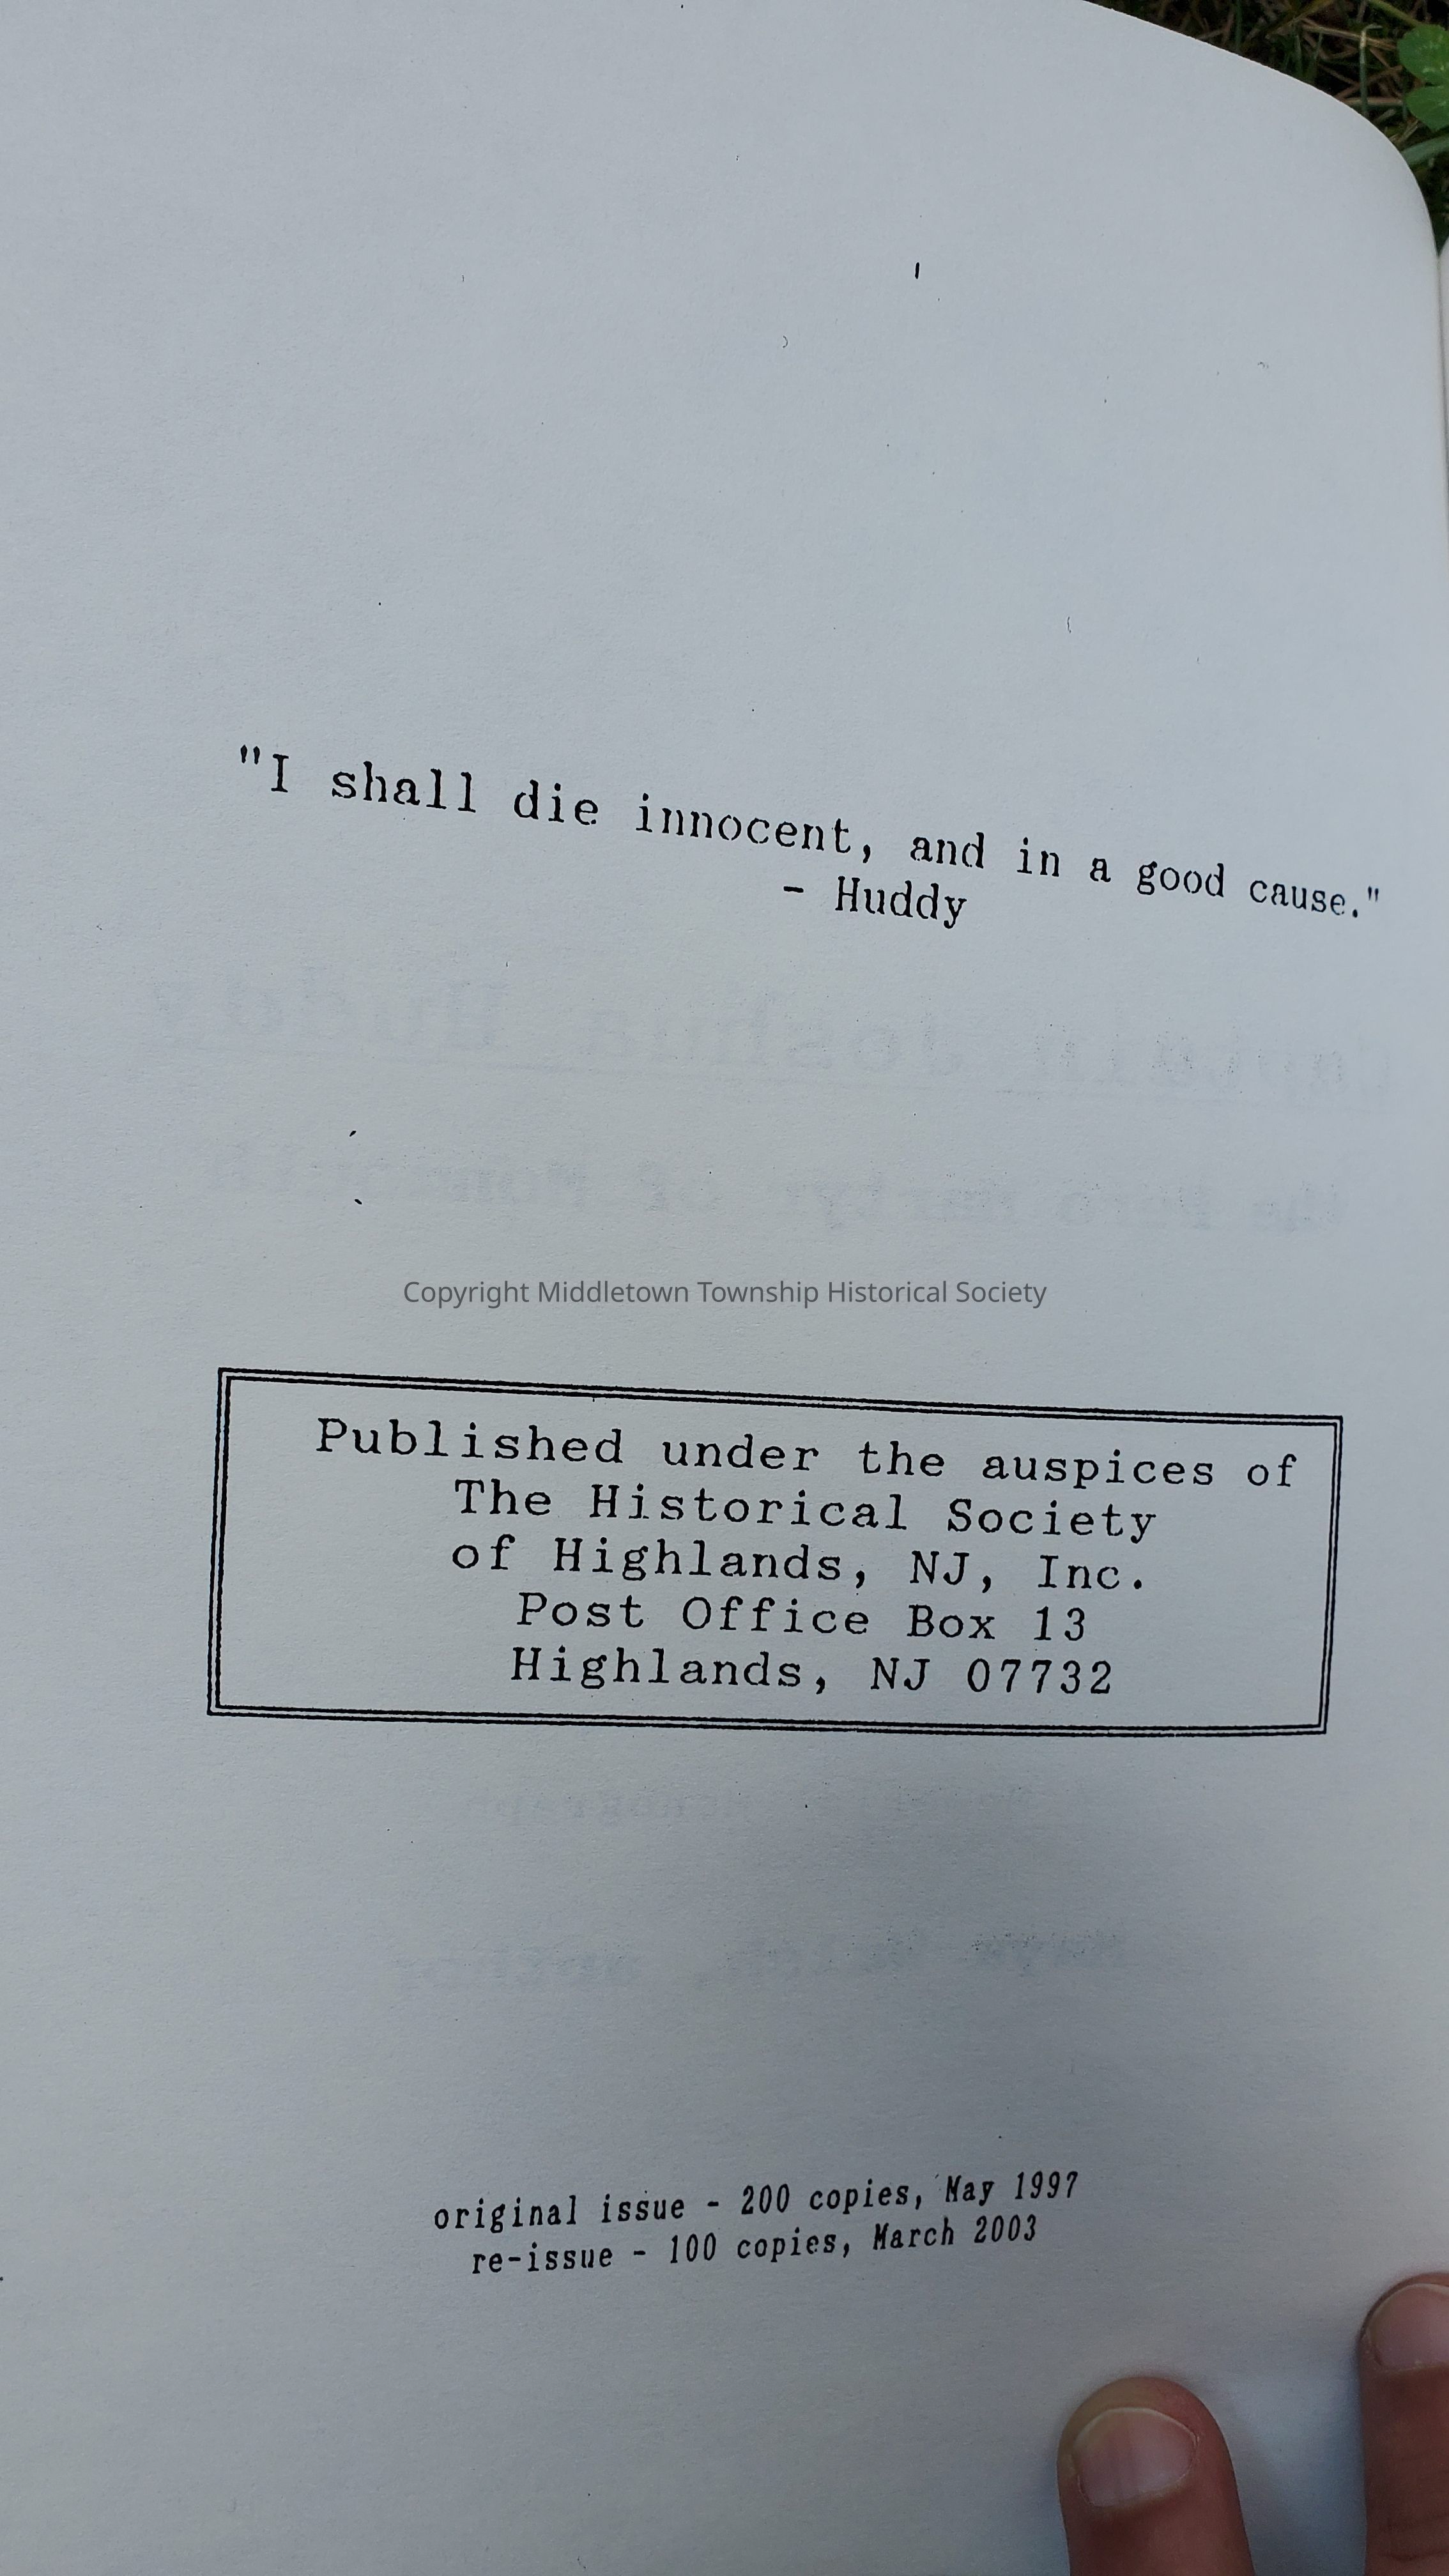 "I shall die innocent, and in a good cause."
- Huddy
Copyright Middletown Township Historical Society
Published under the auspices of
The Historical Society
of Highlands, NJ, Inc.
Post Office Box 13
Highlands, NJ 07732
original issue - 200 copies, May 1997
re-issue - 100 copies, March 2003